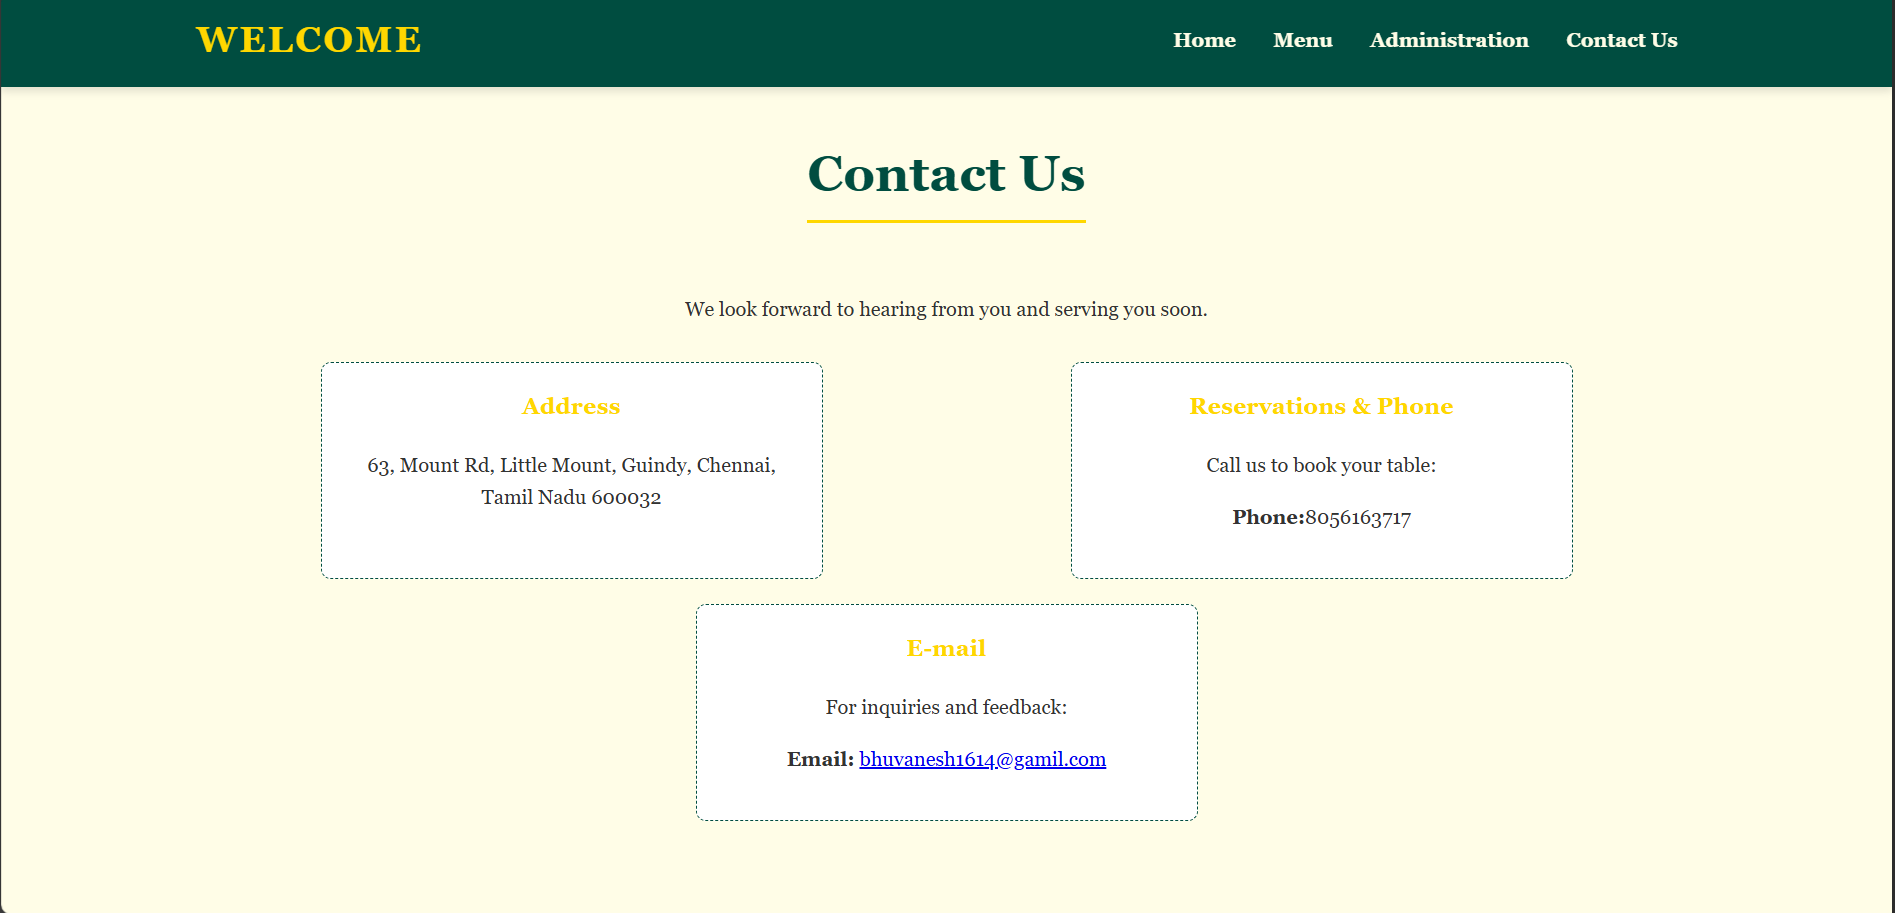 WELCOME
Home Menu Administration Contact Us
Contact Us
We look forward to hearing from you and serving you soon.
Address
63, Mount Rd, Little Mount, Guindy, Chennai,
Tamil Nadu 600032
Reservations & Phone
Call us to book your table:
Phone:8056163717
E-mail
For inquiries and feedback:
Email: bhuvanesh1614@gamil.com